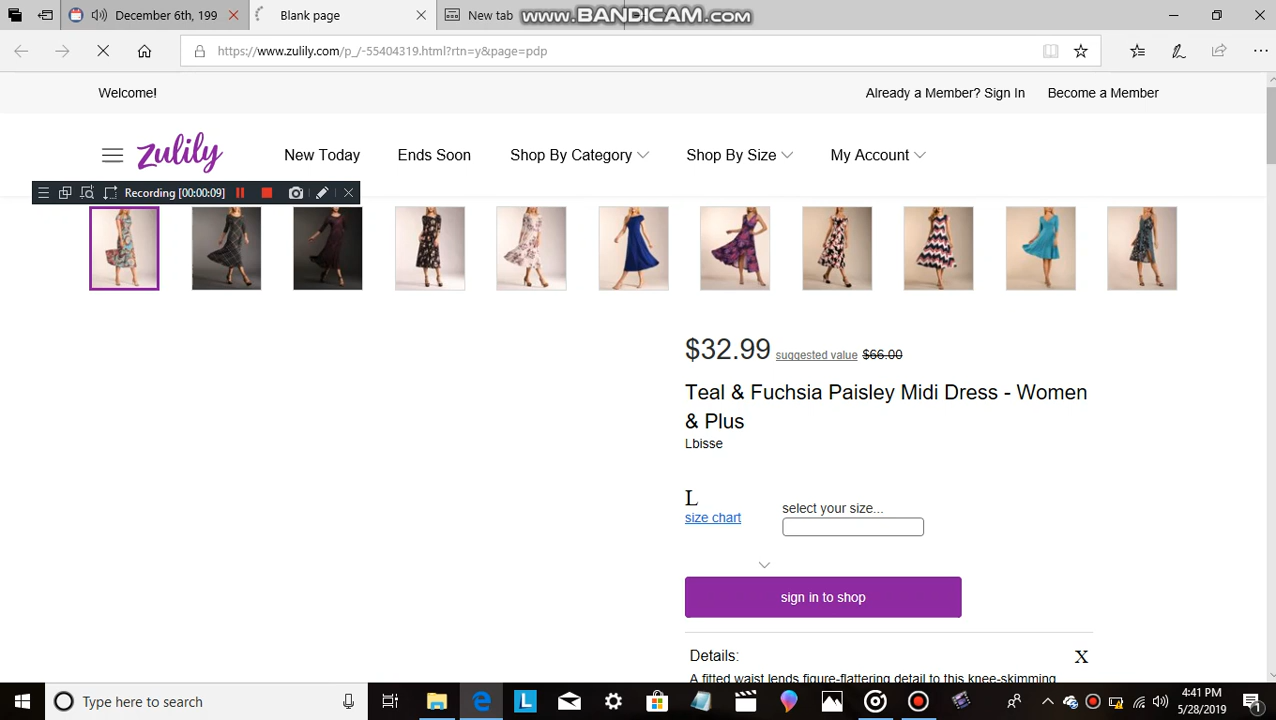 December 6th, 199
Blank page
New tab
www.BANDICAM.com
https://www.zulily.com/p_/-55404319.html?rtn=y&page=pdp
Welcome!
Already a Member? Sign In
Become a Member
zulily
New Today
Ends Soon
Shop By Category
Shop By Size
My Account
Recording [00:00:09]
$32.99 suggested value $66.00
Teal & Fuchsia Paisley Midi Dress - Women
& Plus
Lbisse
L
size chart
select your size...
sign in to shop
Details:
X
A fitted waist lends figure-flattering detail to this knee-skimming
Type here to search
L
4:41 PM
5/28/2019
1